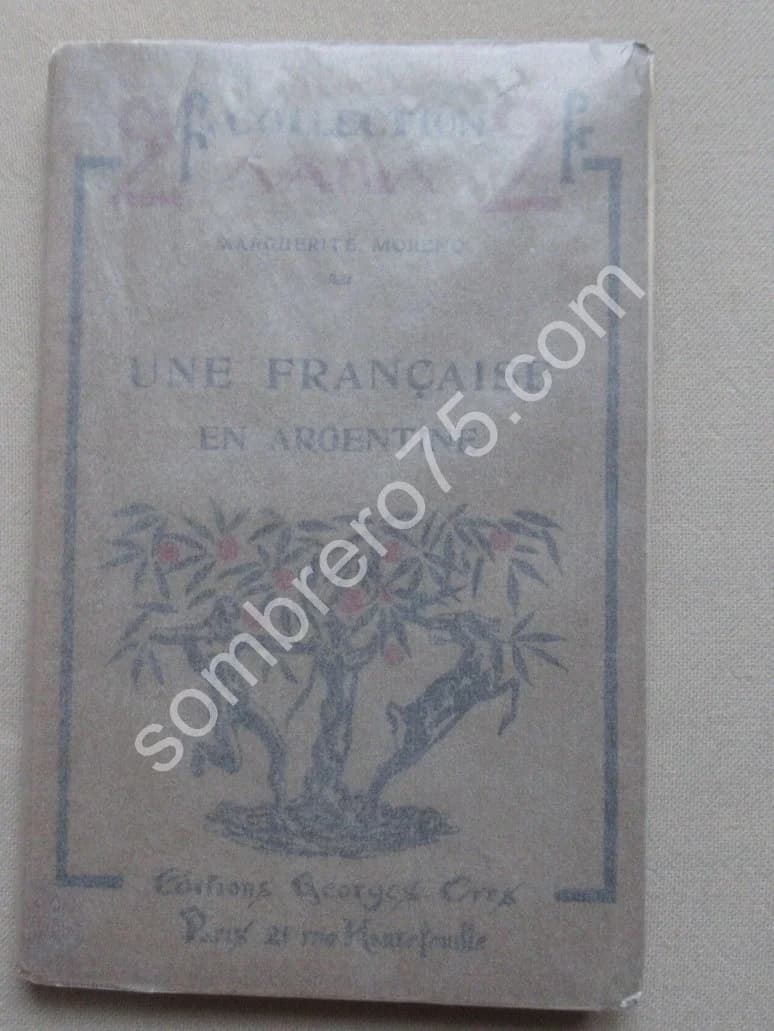 COLLECTION
MARGUERITE MORENO
UNE FRANÇAISE
EN ARGENTINE
Editions Georges Crès
Paris 21 rue Hautefeuille
sombrero75.com